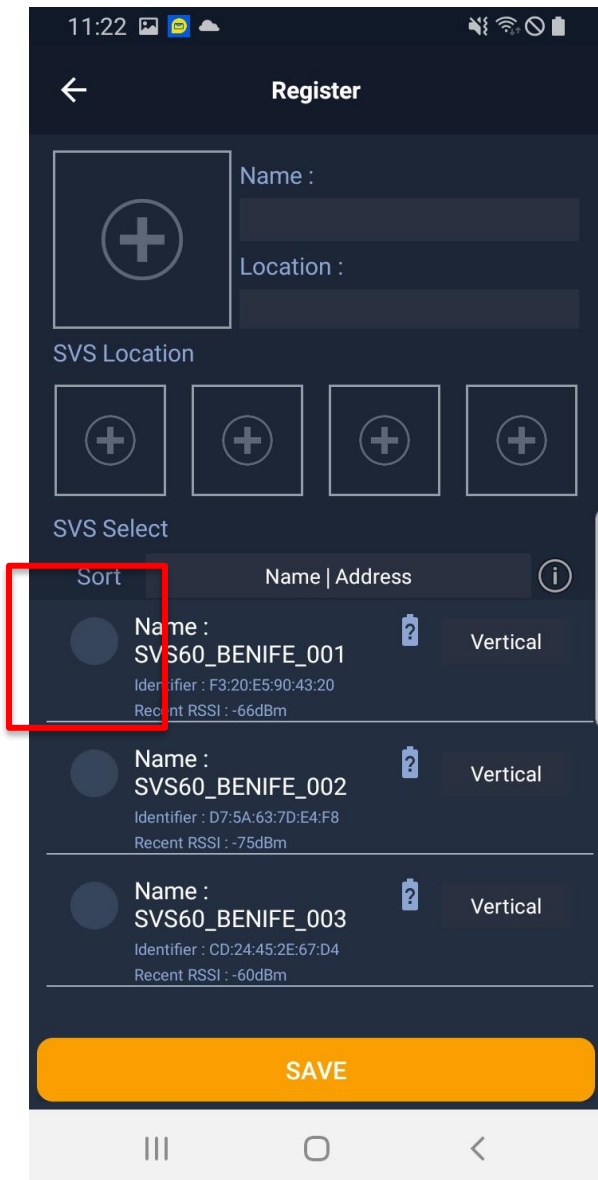 11:22
Register
Name :
Location :
SVS Location
SVS Select
Sort
Name | Address
Name :
SVS60_BENIFE_001
Vertical
Identifier : F3:20:E5:90:43:20
Recent RSSI : -66dBm
Name :
SVS60_BENIFE_002
Vertical
Identifier : D7:5A:63:7D:E4:F8
Recent RSSI : -75dBm
Name :
SVS60_BENIFE_003
Vertical
Identifier : CD:24:45:2E:67:D4
Recent RSSI : -60dBm
SAVE